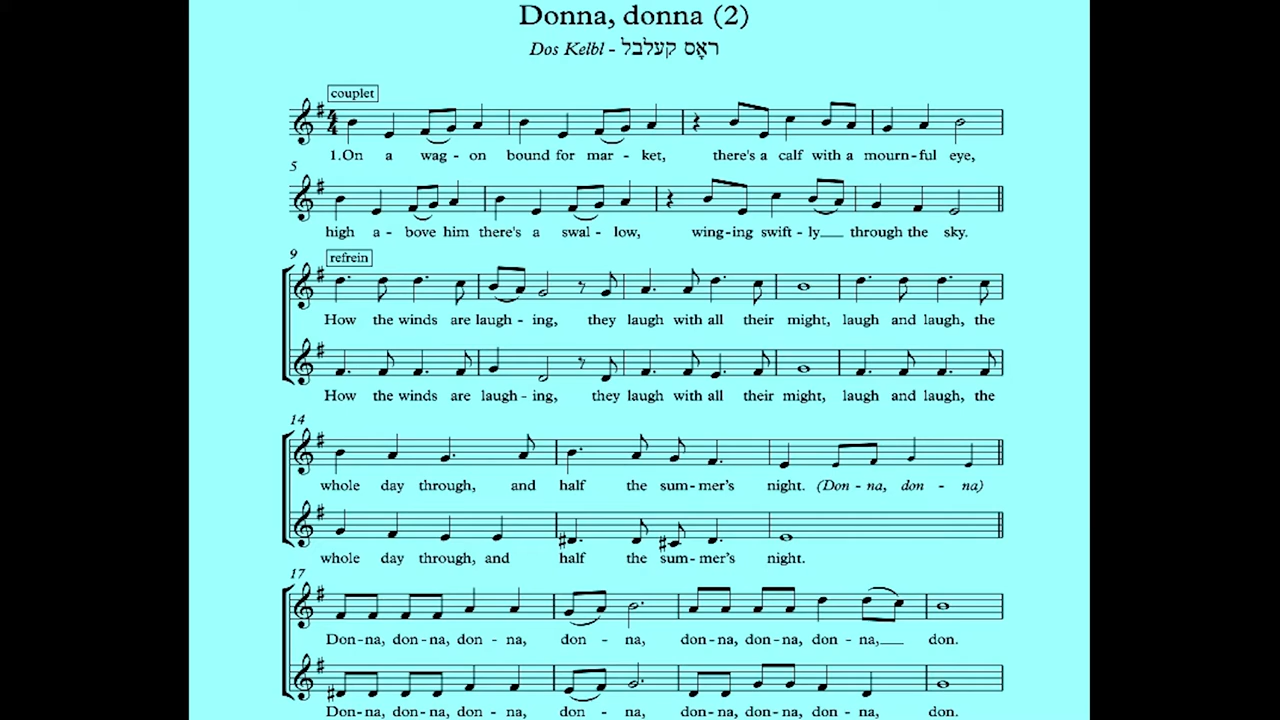 Donna, donna (2)
Dos Kelbl - ראָס קעלבל
couplet
1.On a wag - on bound for mar - ket, there's a calf with a mourn - ful eye,
5
high a - bove him there's a swal - low, wing - ing swift - ly___ through the sky.
9
refrein
How the winds are laugh - ing, they laugh with all their might, laugh and laugh, the
How the winds are laugh - ing, they laugh with all their might, laugh and laugh, the
14
whole day through, and half the sum - mer's night. (Don - na, don - na)
whole day through, and half the sum - mer's night.
17
Don - na, don - na, don - na, don - na, don - na, don - na, don - na,___ don.
Don - na, don - na, don - na, don - na, don - na, don - na, don - na, don.